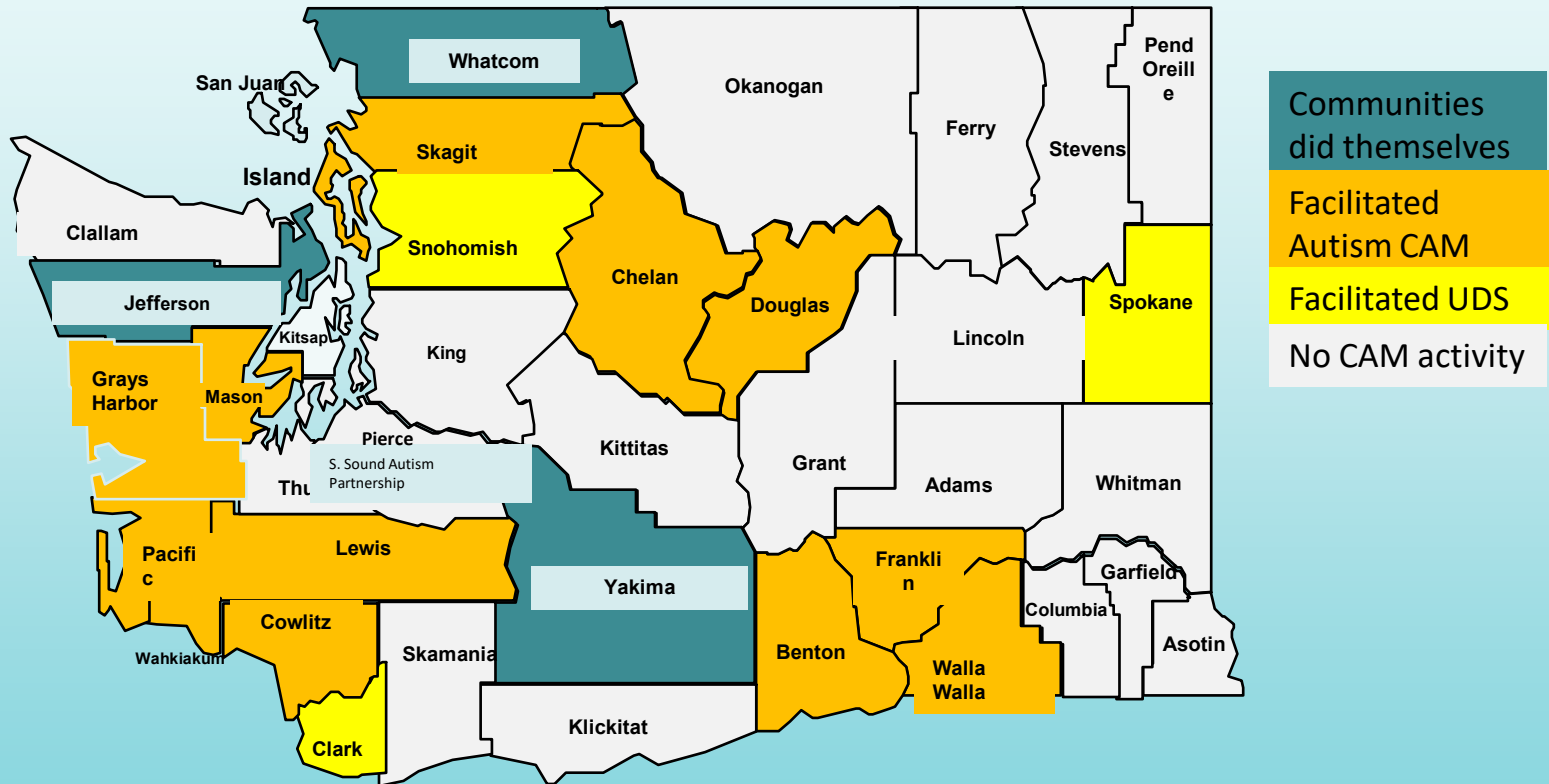 Whatcom
Pend
Oreill
e
San Juan
Okanogan
Ferry
Stevens
Skagit
Island
Clallam
Snohomish
Chelan
Douglas
Spokane
Jefferson
Kitsap
King
Lincoln
Grays
Harbor
Mason
Pierce
Kittitas
Grant
Adams
Whitman
S. Sound Autism
Partnership
Thu
Pacifi
c
Lewis
Yakima
Frankli
n
Garfield
Columbia
Asotin
Cowlitz
Wahkiakum
Skamania
Benton
Walla
Walla
Klickitat
Clark
Communities
did themselves
Facilitated
Autism CAM
Facilitated UDS
No CAM activity